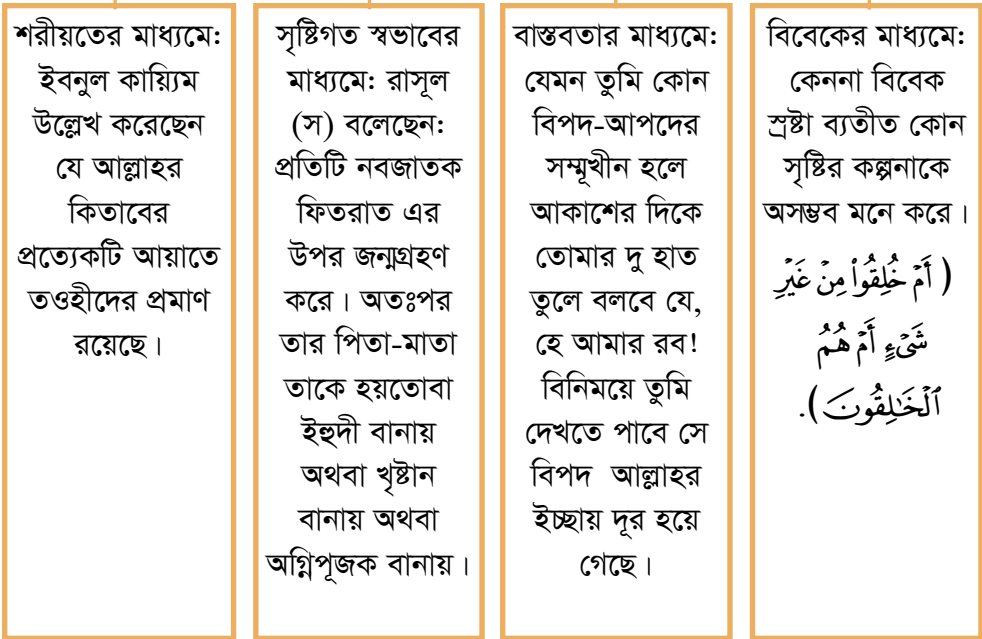 শরীয়তের মাধ্যমে:
ইবনুল কায়্যিম
উল্লেখ করেছেন
যে আল্লাহর
কিতাবের
প্রত্যেকটি আয়াতে
তওহীদের প্রমাণ
রয়েছে।
সৃষ্টিগত স্বভাবের
মাধ্যমে: রাসূল
(স) বলেছেন:
প্রতিটি নবজাতক
ফিতরাত এর
উপর জন্মগ্রহণ
করে। অতঃপর
তার পিতা-মাতা
তাকে হয়তোবা
ইহুদী বানায়
অথবা খৃষ্টান
বানায় অথবা
অগ্নিপূজক বানায়।
বাস্তবতার মাধ্যমে:
যেমন তুমি কোন
বিপদ-আপদের
সম্মূখীন হলে
আকাশের দিকে
তোমার দু হাত
তুলে বলবে যে,
হে আমার রব!
বিনিময়ে তুমি
দেখতে পাবে সে
বিপদ আল্লাহর
ইচ্ছায় দূর হয়ে
গেছে।
বিবেকের মাধ্যমে:
কেননা বিবেক
স্রষ্টা ব্যতীত কোন
সৃষ্টির কল্পনাকে
অসম্ভব মনে করে।
( أَمۡ خُلِقُواْ مِنۡ غَيۡرِ
شَيۡءٍ أَمۡ هُمُ
ٱلۡخَٰلِقُونَ ).